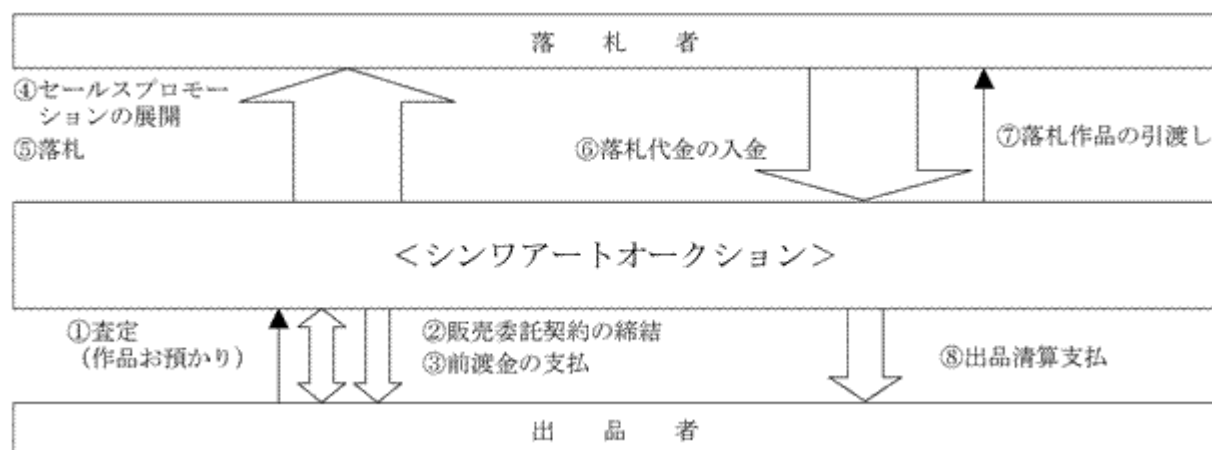 落 札 者
④セールスプロモー
ションの展開
⑤落札
⑥落札代金の入金
⑦落札作品の引渡し
<シンワアートオークション>
①査定
(作品お預かり)
②販売委託契約の締結
③前渡金の支払
⑧出品清算支払
出 品 者